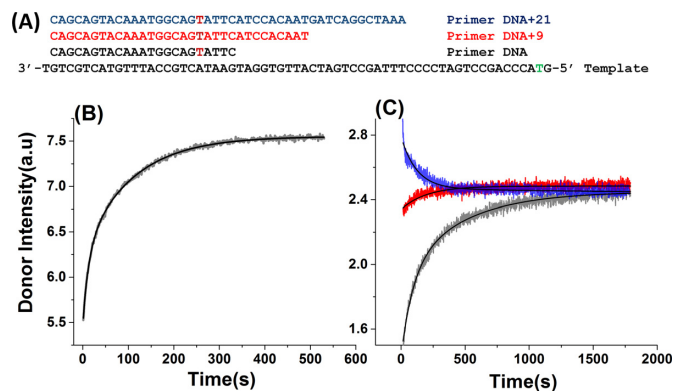 (A)
CAGCAGTACAAATGGCAGTATTCATCCACAATGATCAGGCTAAA Primer DNA+21
CAGCAGTACAAATGGCAGTATTCATCCACAAT Primer DNA+9
CAGCAGTACAAATGGCAGTATTC Primer DNA
3’-TGTCGTCATGTTTACCGTCATAAGTAGGTGTTACTAGTCCGATTTCCCCTAGTCCGACCCATG-5’ Template
(B)
Donor Intensity(a.u)
7.5
7.0
6.5
6.0
5.5
0 100 200 300 400 500 600
Time(s)
(C)
2.8
2.4
2.0
1.6
0 500 1000 1500 2000
Time(s)